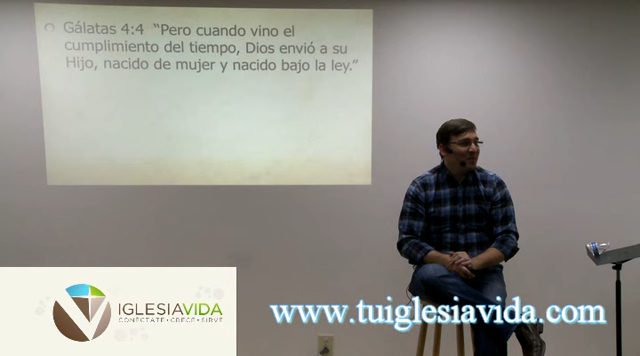 Gálatas 4:4 “Pero cuando vino el
cumplimiento del tiempo, Dios envió a su
Hijo, nacido de mujer y nacido bajo la ley.”
IGLESIAVIDA
CONÉCTATE • CRECE • SIRVE
www.tuiglesiavida.com